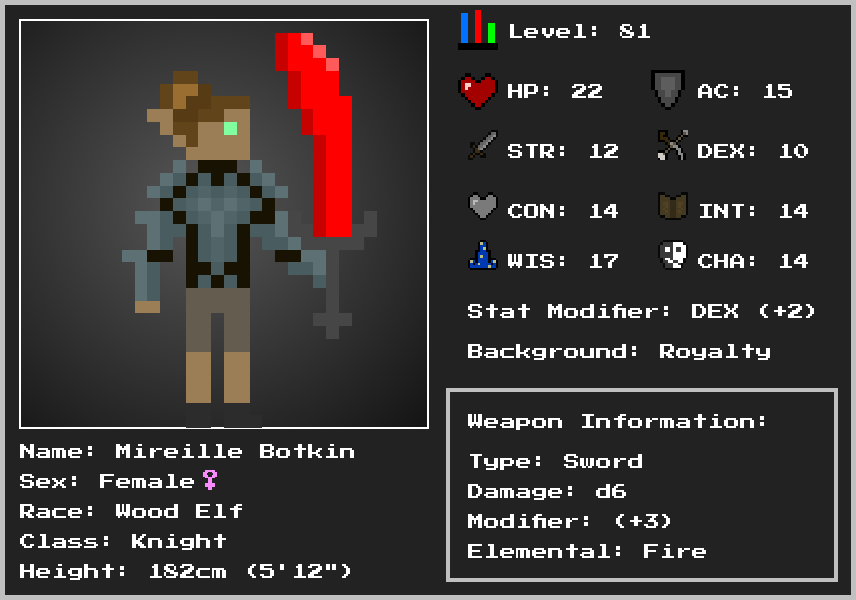 Level: 81
HP: 22 AC: 15
STR: 12 DEX: 10
CON: 14 INT: 14
WIS: 17 CHA: 14
Stat Modifier: DEX (+2)
Background: Royalty
Weapon Information:
Type: Sword
Damage: d6
Modifier: (+3)
Elemental: Fire
Name: Mireille Botkin
Sex: Female♀
Race: Wood Elf
Class: Knight
Height: 182cm (5'12")